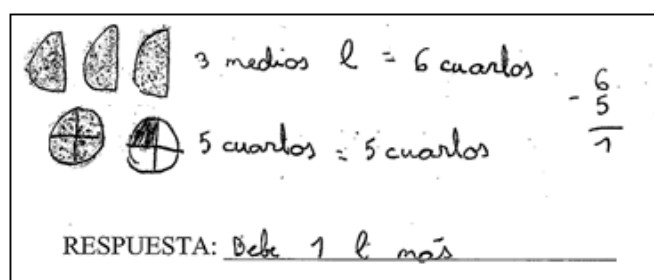 3 medios l = 6 cuartos
5 cuartos = 5 cuartos
- 6
5
1
RESPUESTA: Bebe 1 l más